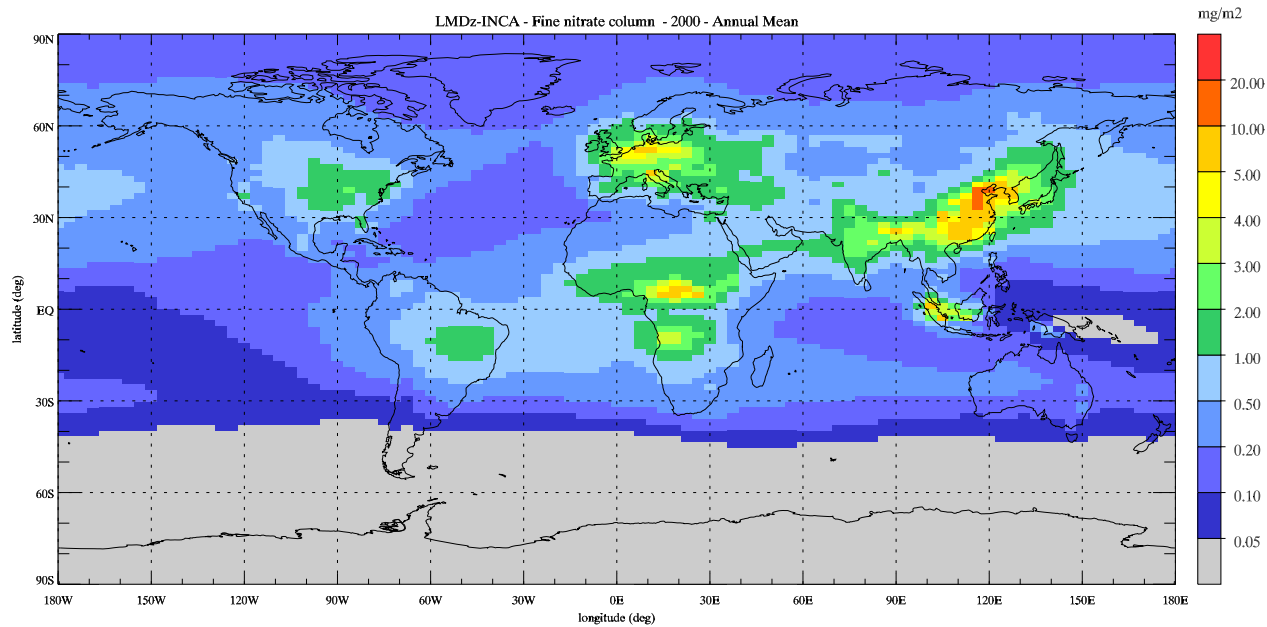 LMDz-INCA - Fine nitrate column  - 2000 - Annual Mean
mg/m2
90N
60N
30N
EQ
30S
60S
90S
latitude (deg)
180W 150W 120W 90W 60W 30W 0E 30E 60E 90E 120E 150E 180E
longitude (deg)
20.00
10.00
5.00
4.00
3.00
2.00
1.00
0.50
0.20
0.10
0.05